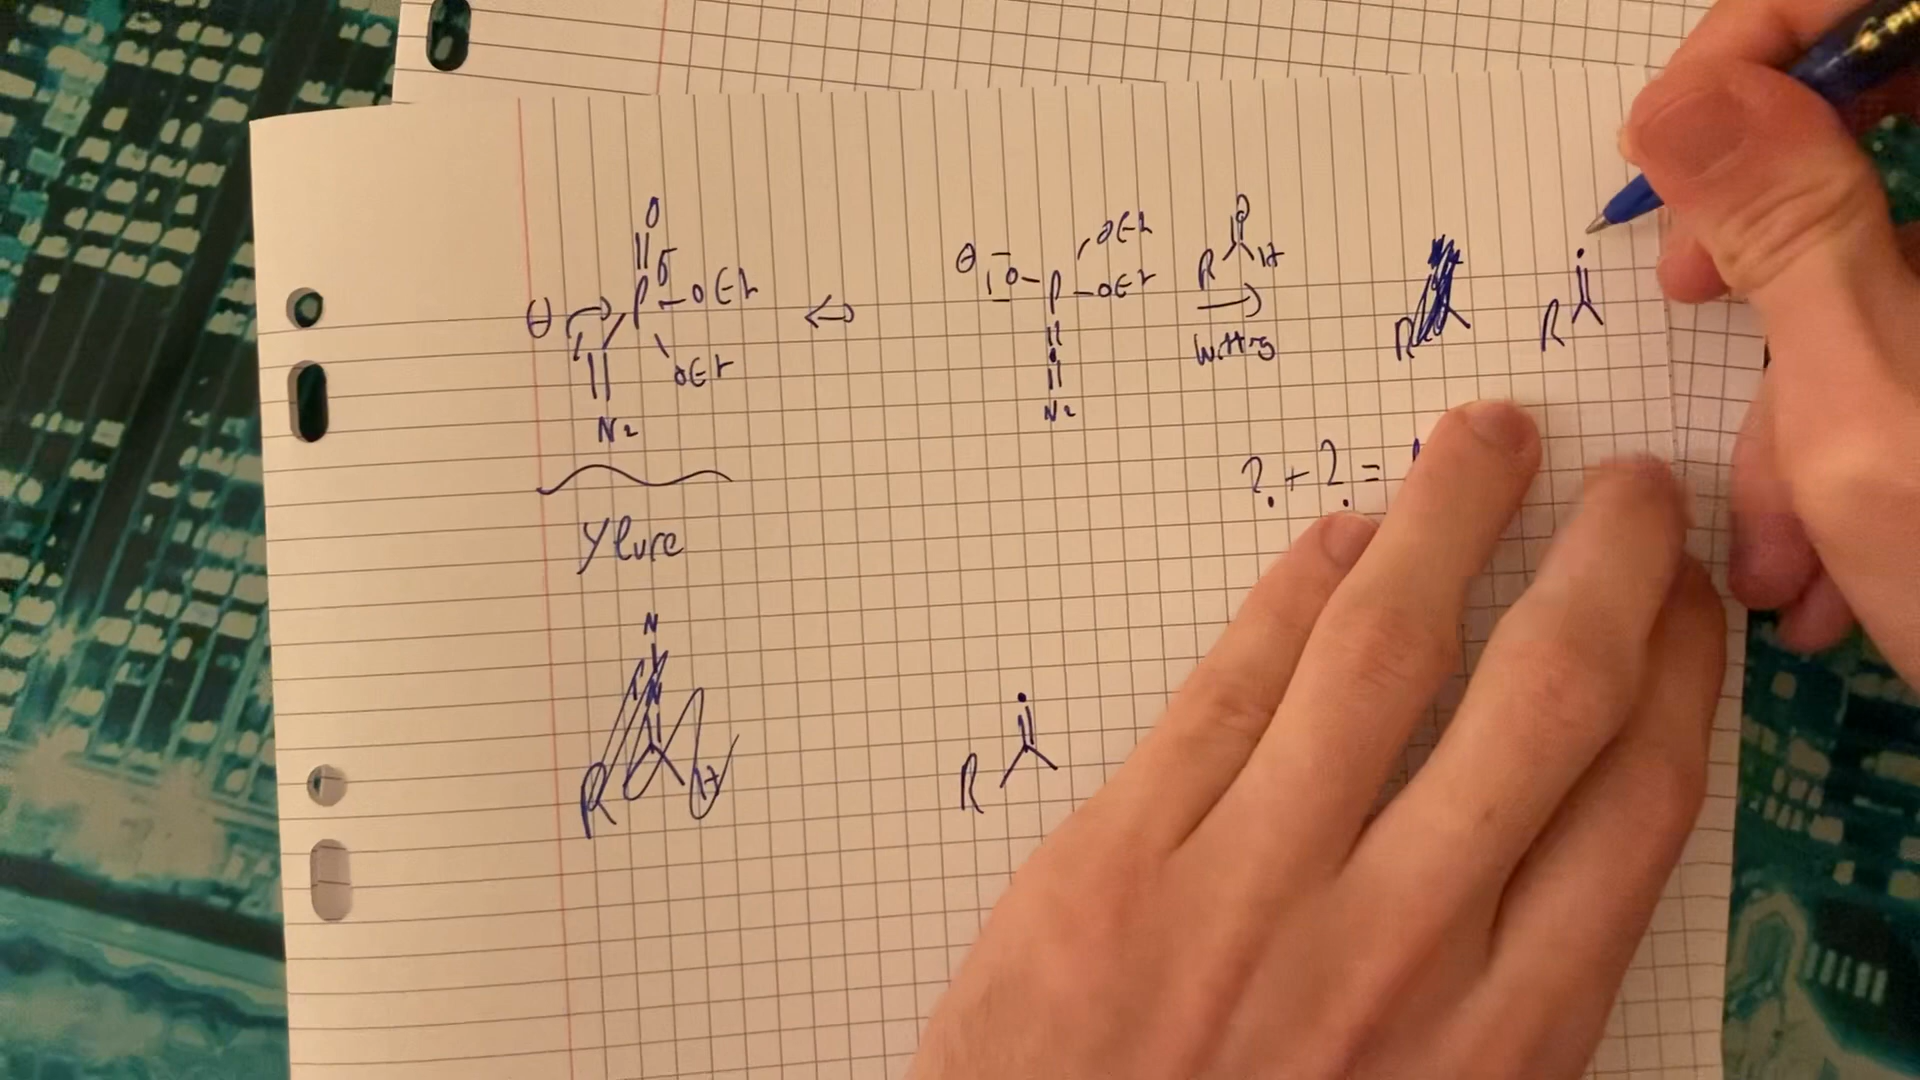 O
P OEt
OEt
N2
⊖
↔
⊖ |O-P OEt
OEt
N2
R O H
→
Wittig
R
R
? + ? =
Ylure
N
R H
R